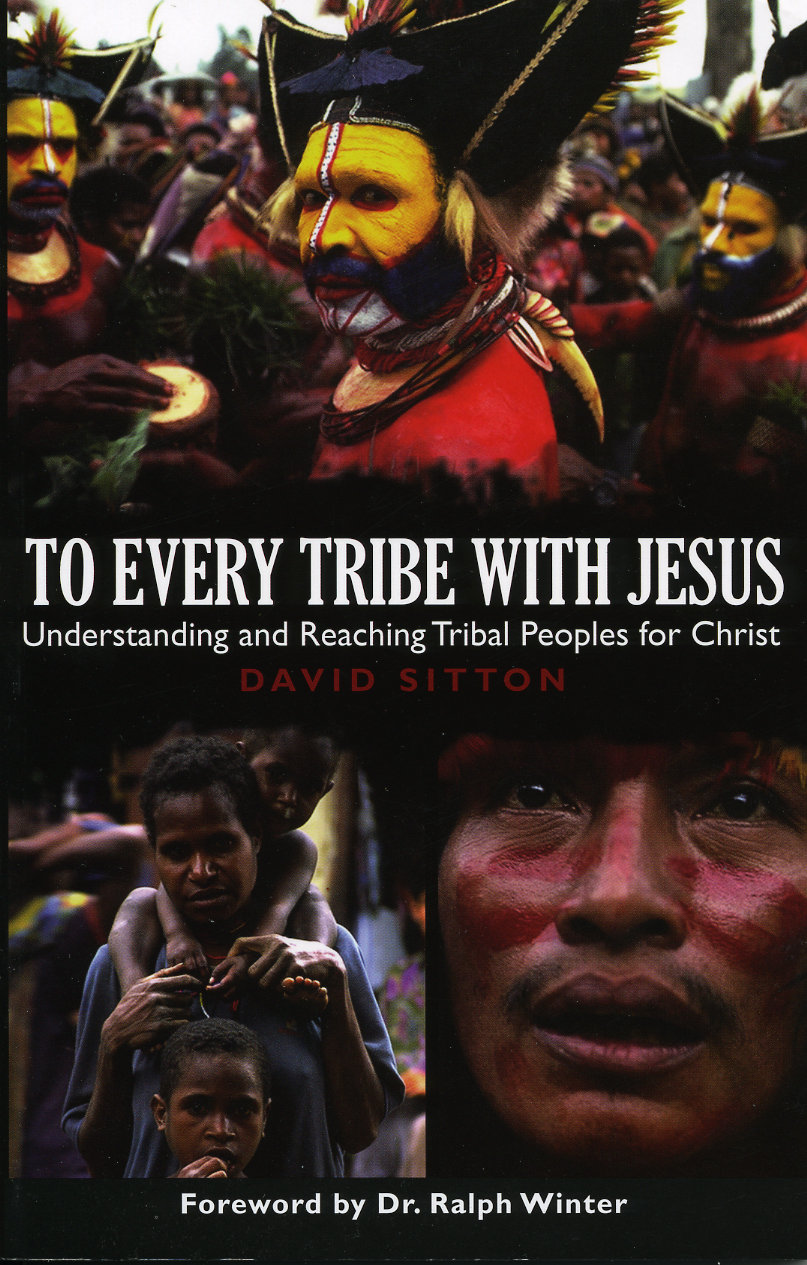 TO EVERY TRIBE WITH JESUS
Understanding and Reaching Tribal Peoples for Christ
DAVID SITTON
Foreword by Dr. Ralph Winter